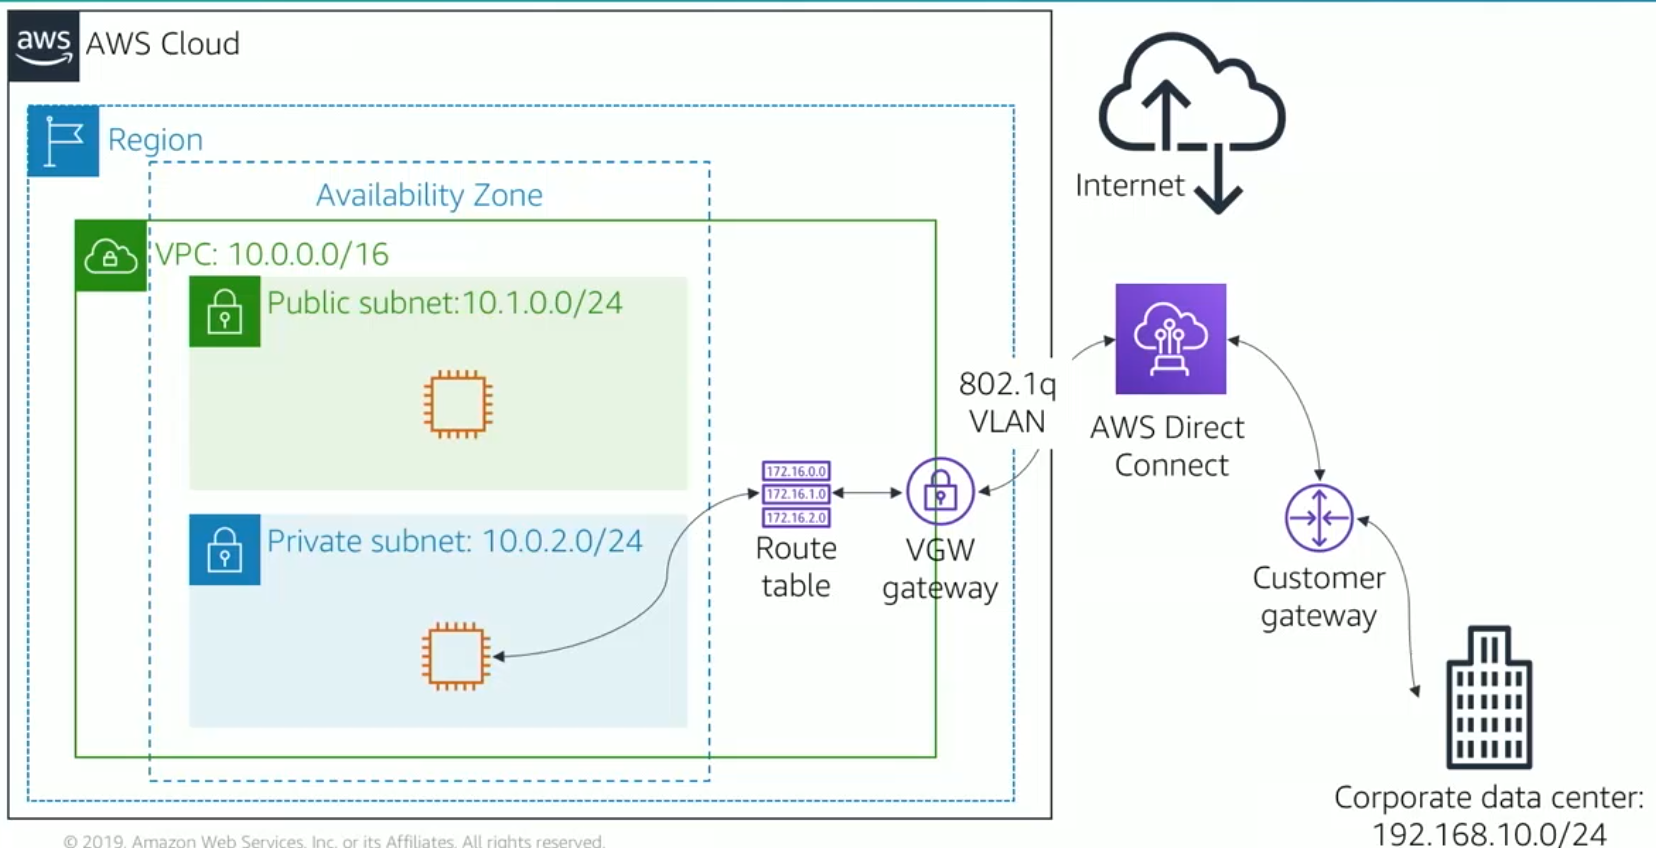 aws
AWS Cloud
Region
Availability Zone
VPC: 10.0.0.0/16
Public subnet:10.1.0.0/24
Private subnet: 10.0.2.0/24
172.16.0.0
172.16.1.0
172.16.2.0
Route
table
VGW
gateway
802.1q
VLAN
Internet
AWS Direct
Connect
Customer
gateway
Corporate data center:
192.168.10.0/24
© 2019, Amazon Web Services, Inc. or its Affiliates. All rights reserved.